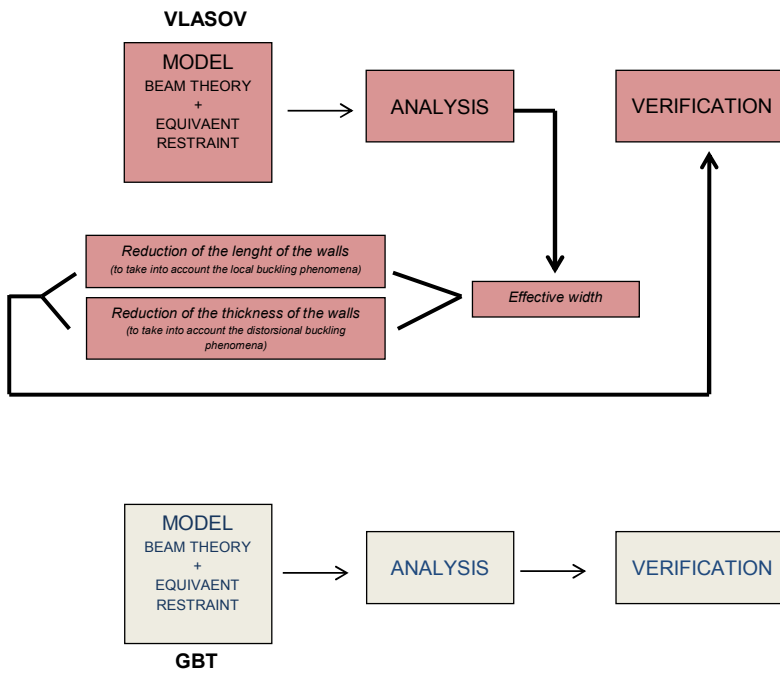 VLASOV
MODEL
BEAM THEORY
+
EQUIVAENT
RESTRAINT
ANALYSIS
VERIFICATION
Reduction of the lenght of the walls
(to take into account the local buckling phenomena)
Reduction of the thickness of the walls
(to take into account the distorsional buckling
phenomena)
Effective width
MODEL
BEAM THEORY
+
EQUIVAENT
RESTRAINT
ANALYSIS
VERIFICATION
GBT